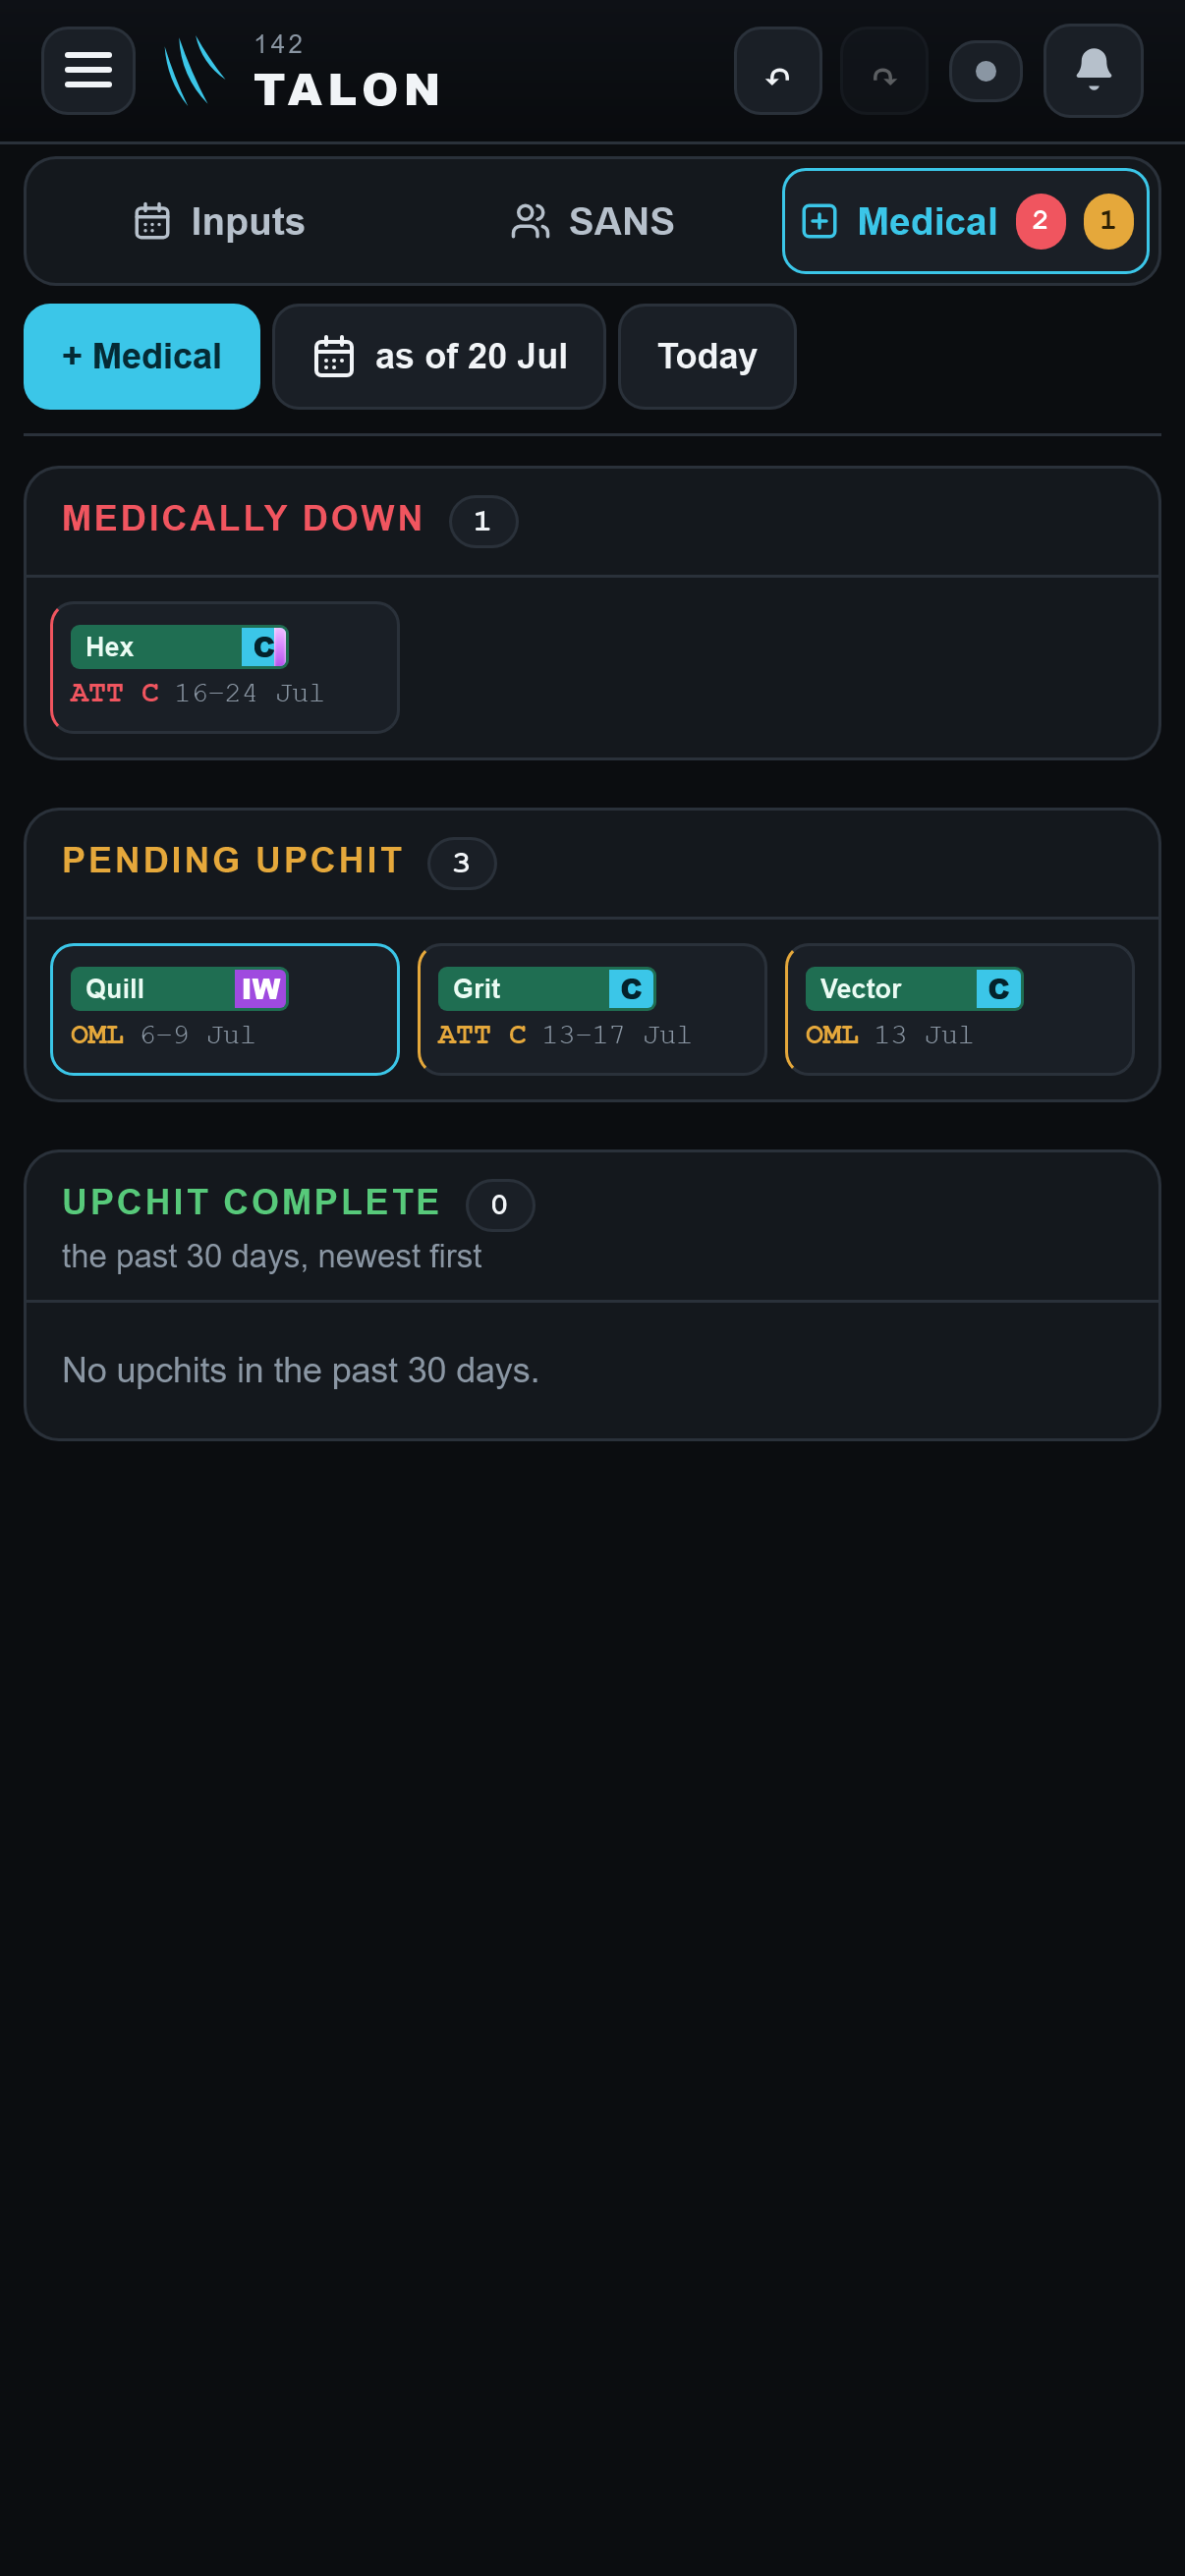 142
TALON
Inputs
SANS
Medical 2 1
+ Medical
as of 20 Jul
Today
MEDICALLY DOWN 1
Hex C
ATT C 16–24 Jul
PENDING UPCHIT 3
Quill IW
OML 6–9 Jul
Grit C
ATT C 13–17 Jul
Vector C
OML 13 Jul
UPCHIT COMPLETE 0
the past 30 days, newest first
No upchits in the past 30 days.